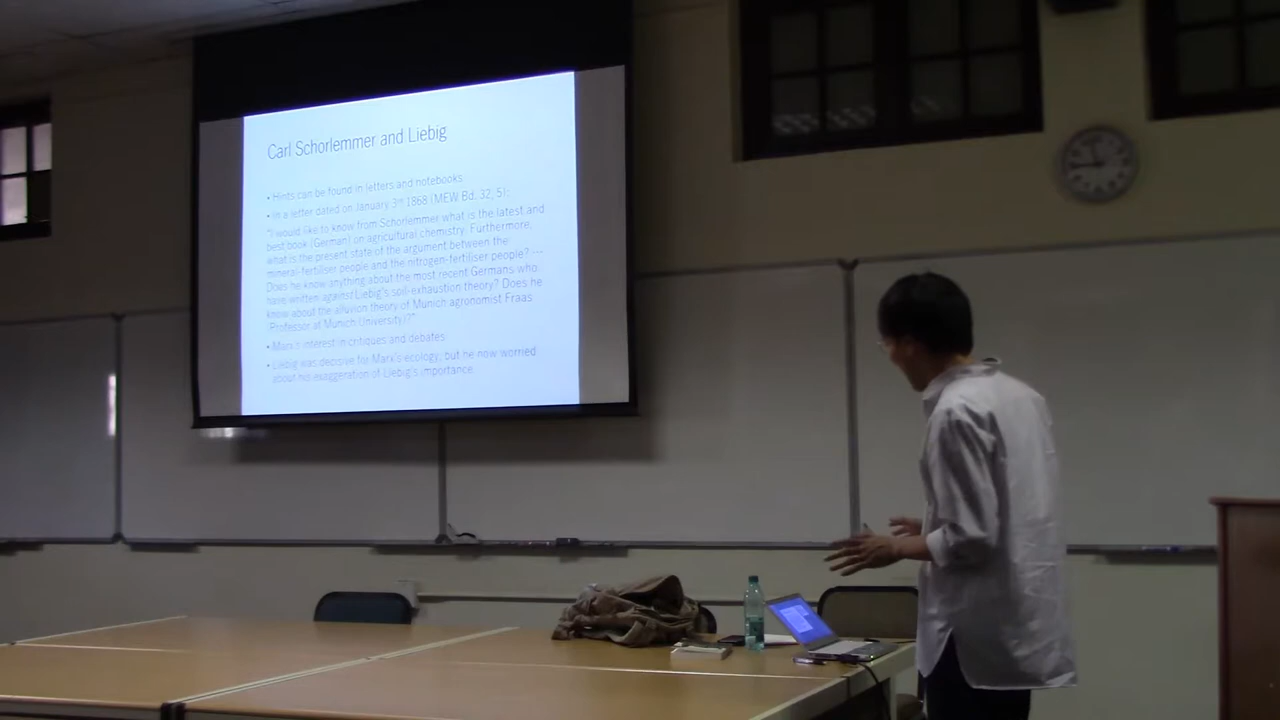 Carl Schorlemmer and Liebig
• Hints can be found in letters and notebooks
• In a letter dated on January 3rd 1868 (MEW Bd. 32, 5):
"I would like to know from Schorlemmer what is the latest and
best book (German) on agricultural chemistry. Furthermore,
what is the present state of the argument between the
mineral-fertiliser people and the nitrogen-fertiliser people? ···
Does he know anything about the most recent Germans who
have written against Liebig's soil-exhaustion theory? Does he
know about the alluvion theory of Munich agronomist Fraas
(Professor at Munich University)?"
• Marx's interest in critiques and debates
• Liebig was decisive for Marx's ecology, but he now worried
about his exaggeration of Liebig's importance